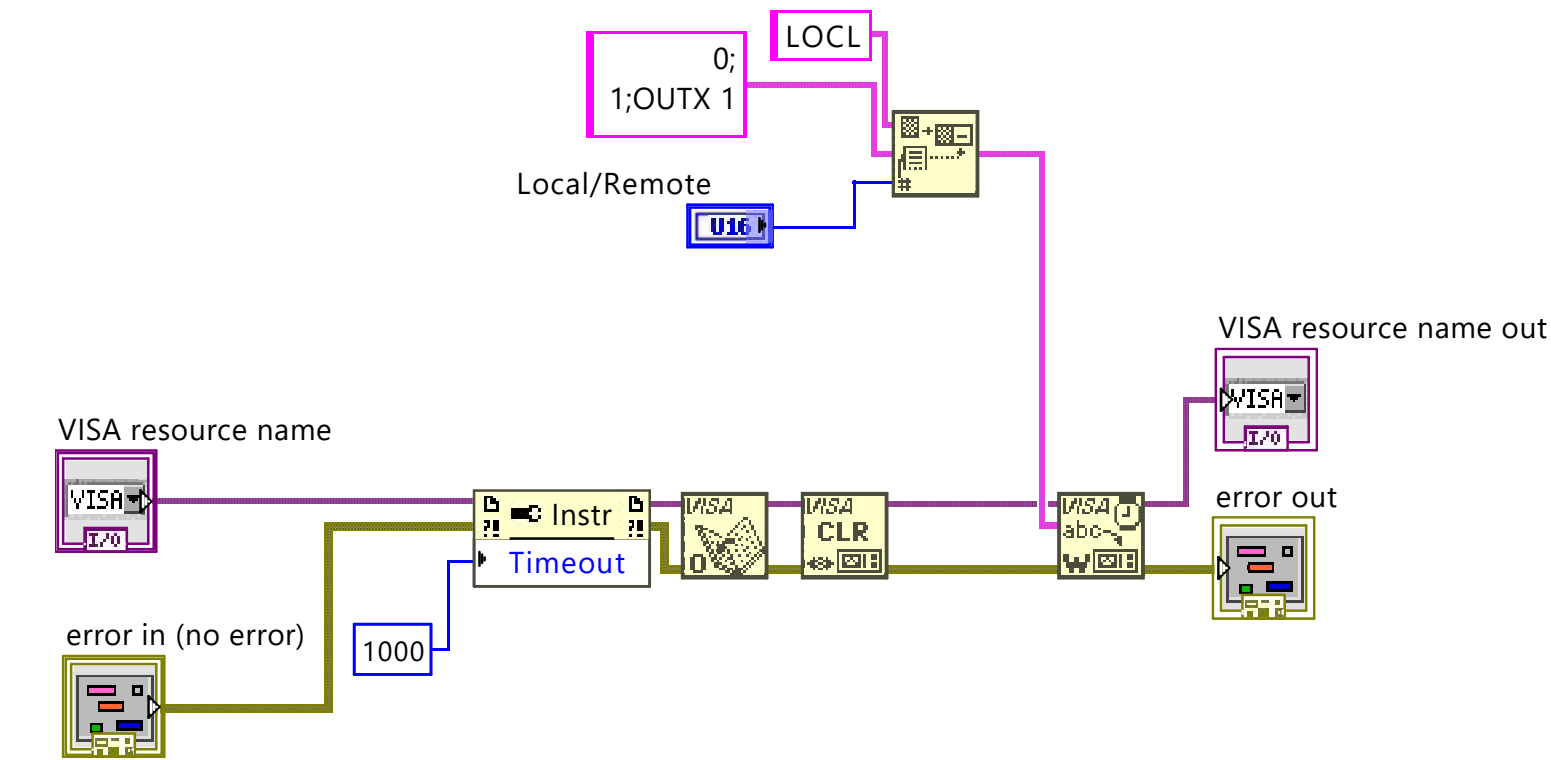 LOCL
0;
1;OUTX 1
Local/Remote
U16
VISA resource name out
VISA
I/O
VISA resource name
VISA
I/O
Instr
Timeout
VISA
O
VISA
CLR
VISA
abc
W
error out
error in (no error)
1000